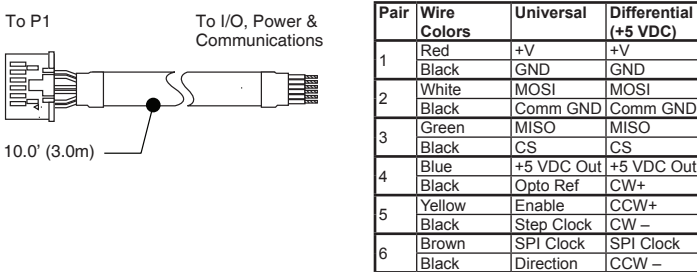 To P1
To I/O, Power &
Communications
10.0' (3.0m)
Pair Wire Colors Universal Differential (+5 VDC)
1 Red +V +V
Black GND GND
2 White MOSI MOSI
Black Comm GND Comm GND
3 Green MISO MISO
Black CS CS
4 Blue +5 VDC Out +5 VDC Out
Black Opto Ref CW+
5 Yellow Enable CCW+
Black Step Clock CW –
6 Brown SPI Clock SPI Clock
Black Direction CCW –